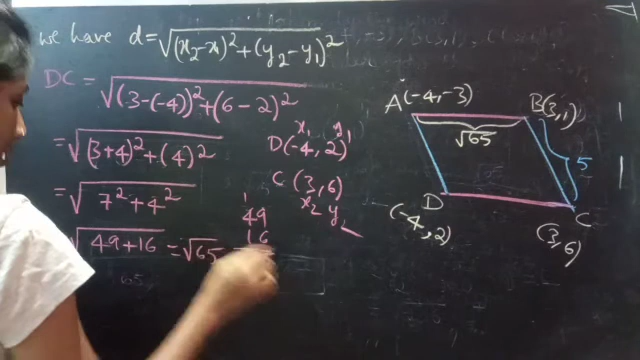 we have d = √(x₂-x₁)² + (y₂-y₁)²
DC = √(3-(-4))² + (6-2)²
= √(3+4)² + (4)²
= √7² + 4²
√49+16 = √65
x₁ y₁
D(-4, 2)
C (3, 6)
x₂ y
1
49
16
A(-4, -3)
B(3, 1)
√65
5
D
(-4, 2)
C
(3, 6)